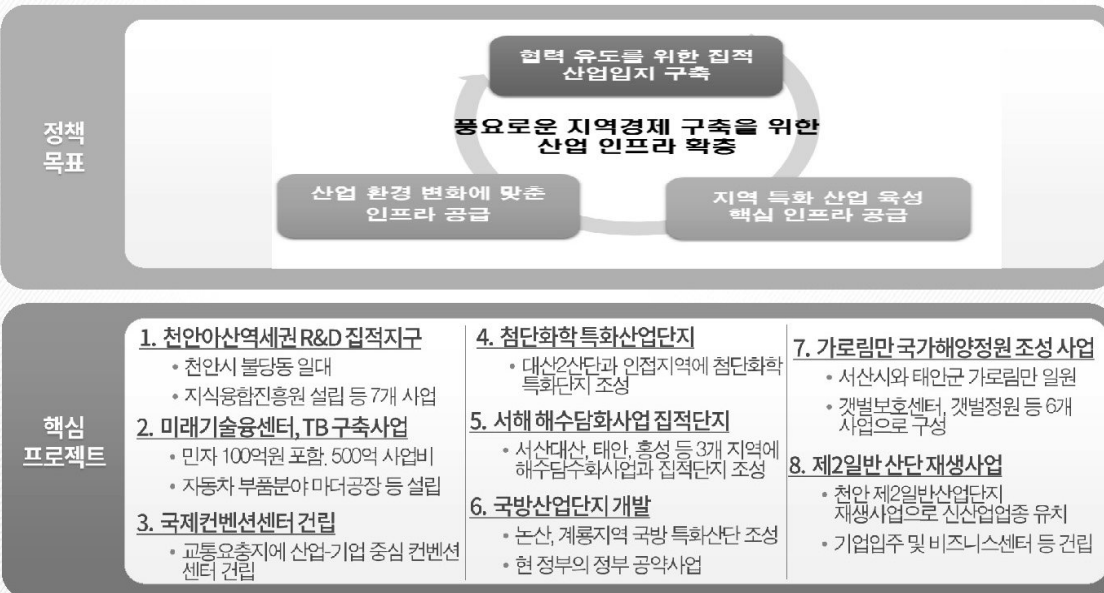 정책
목표
협력 유도를 위한 집적
산업입지 구축
풍요로운 지역경제 구축을 위한
산업 인프라 확충
산업 환경 변화에 맞춘
인프라 공급
지역 특화 산업 육성
핵심 인프라 공급
핵심
프로젝트
1. 천안아산역세권 R&D 집적지구
• 천안시 불당동 일대
• 지식융합진흥원 설립 등 7개 사업
2. 미래기술융센터, TB 구축사업
• 민자 100억원 포함. 500억 사업비
• 자동차 부품분야 마더공장 등 설립
3. 국제컨벤션센터 건립
• 교통요충지에 산업-기업 중심 컨벤션
센터 건립
4. 첨단화학 특화산업단지
• 대산2산단과 인접지역에 첨단화학
특화단지 조성
5. 서해 해수담화사업 집적단지
• 서산대산, 태안, 홍성 등 3개 지역에
해수담수화사업과 집적단지 조성
6. 국방산업단지 개발
• 논산, 계룡지역 국방 특화산단 조성
• 현 정부의 정부 공약사업
7. 가로림만 국가해양정원 조성 사업
• 서산시와 태안군 가로림만 일원
• 갯벌보호센터, 갯벌정원 등 6개
사업으로 구성
8. 제2일반 산단 재생사업
• 천안 제2일반산업단지
재생사업으로 신산업업종 유치
• 기업입주 및 비즈니스센터 등 건립